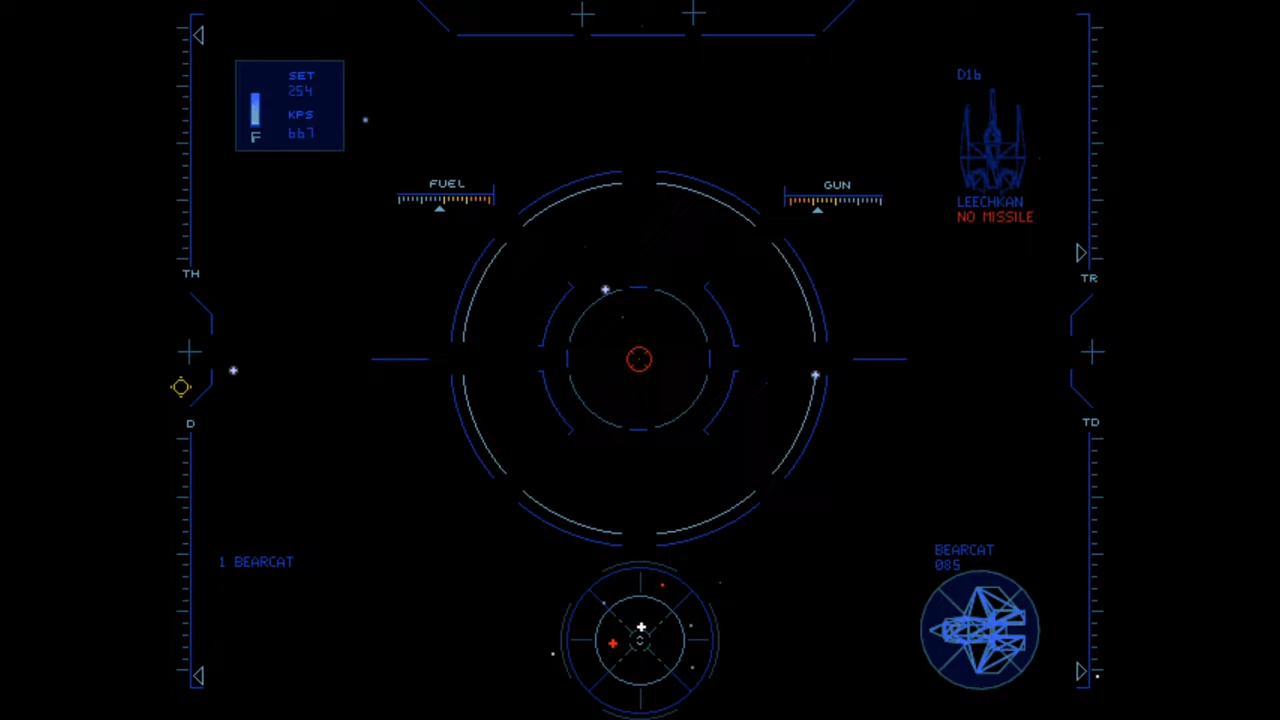 SET
254
KPS
667
F
FUEL
GUN
D16
LEECHKAN
NO MISSILE
TH
TR
D
TD
1 BEARCAT
BEARCAT
085